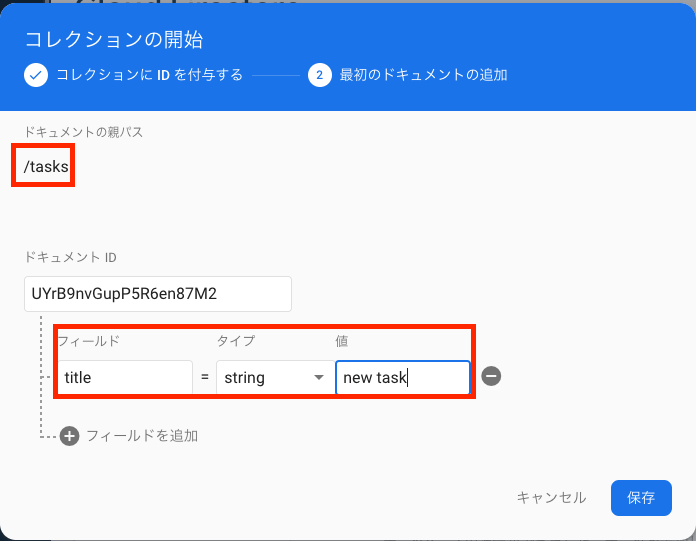 コレクションの開始
コレクションに ID を付与する 2 最初のドキュメントの追加
ドキュメントの親パス
/tasks
ドキュメント ID
UYrB9nvGupP5R6en87M2
フィールド タイプ 値
title = string new task
フィールドを追加
キャンセル 保存